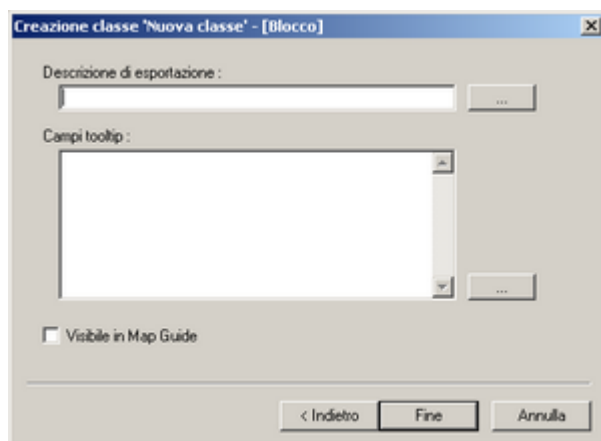 Creazione classe 'Nuova classe' - [Blocco]
Descrizione di esportazione :
...
Campi tooltip :
...
Visibile in Map Guide
< Indietro
Fine
Annulla